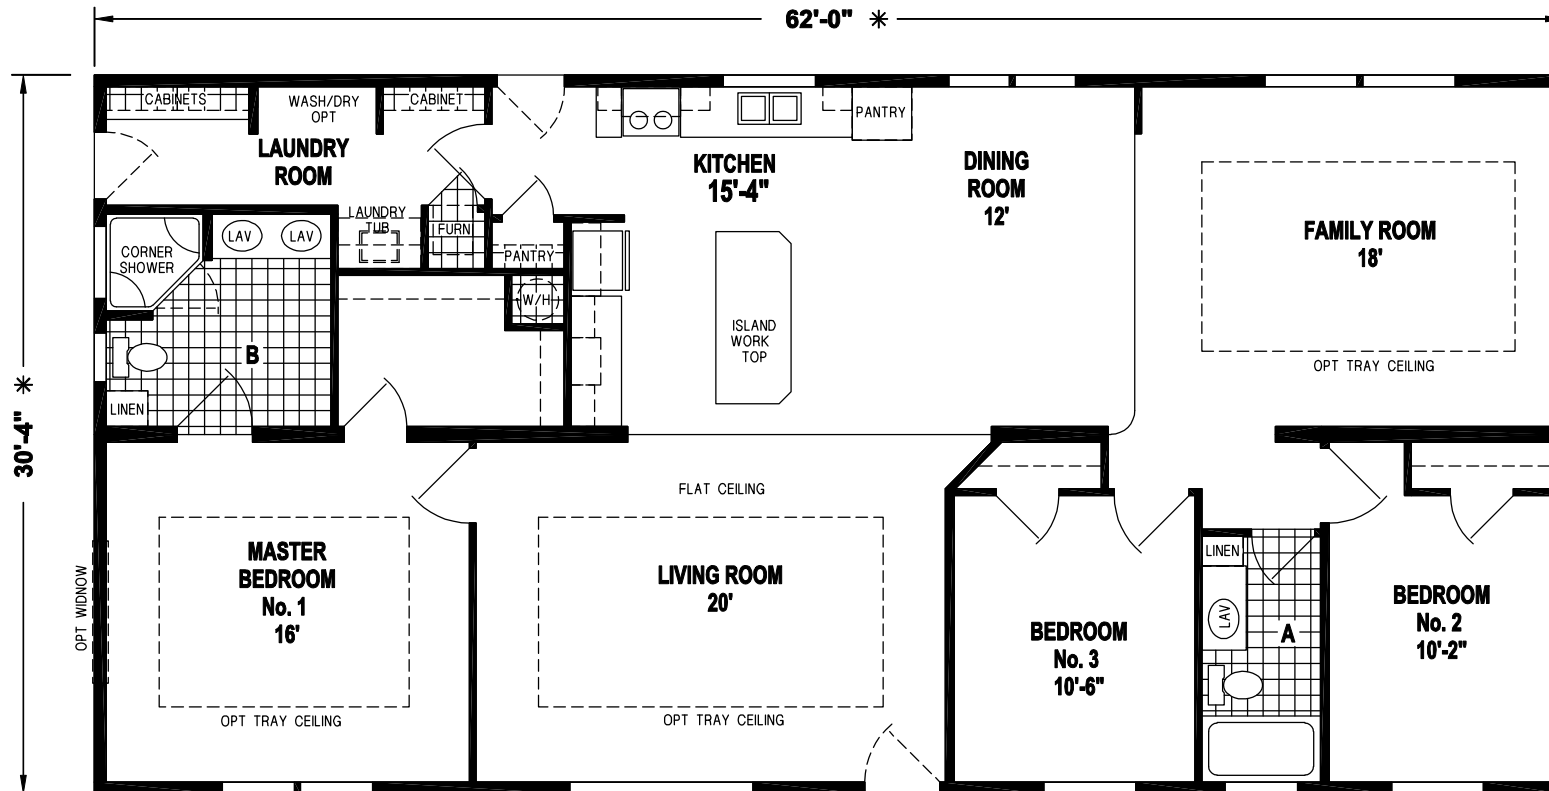 62'-0" ✳
30'-4" ✳
CABINETS
WASH/DRY
OPT
CABINET
LAUNDRY
ROOM
KITCHEN
15'-4"
PANTRY
DINING
ROOM
12'
FAMILY ROOM
18'
OPT TRAY CEILING
CORNER
SHOWER
LAV
LAV
LAUNDRY
TUB
FURN
PANTRY
W/H
ISLAND
WORK
TOP
B
LINEN
FLAT CEILING
MASTER
BEDROOM
No. 1
16'
OPT TRAY CEILING
OPT WIDNOW
LIVING ROOM
20'
OPT TRAY CEILING
BEDROOM
No. 3
10'-6"
LINEN
LAV
A
BEDROOM
No. 2
10'-2"